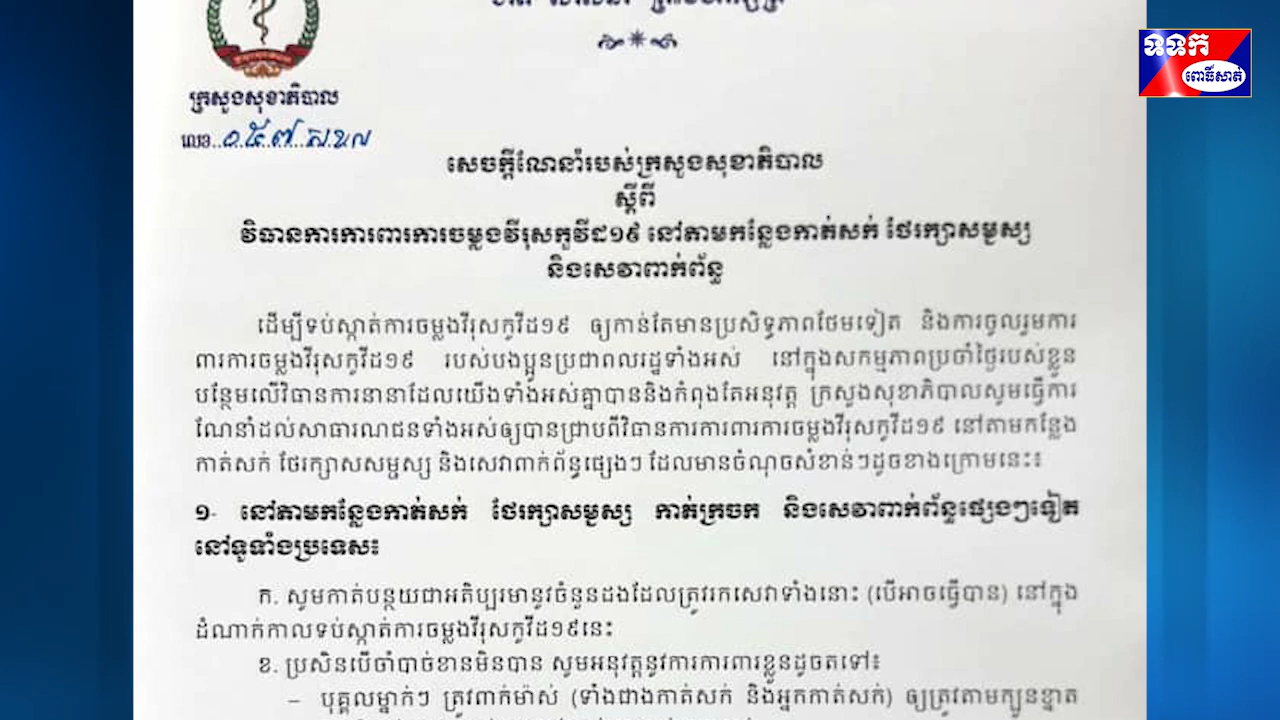 ជាតិ សាសនា ព្រះមហាក្សត្រ
ទទក
ពោធិ៍សាត់
ក្រសួងសុខាភិបាល
លេខ..១៥៧..
សេចក្ដីណែនាំរបស់ក្រសួងសុខាភិបាល
ស្ដីពី
វិធានការការពារការចម្លងវីរុសកូវីដ១៩ នៅតាមកន្លែងកាត់សក់ ថែរក្សាសម្ផស្ស
និងសេវាពាក់ព័ន្ធ
ដើម្បីទប់ស្កាត់ការចម្លងវីរុសកូវីដ១៩ ឲ្យកាន់តែមានប្រសិទ្ធភាពថែមទៀត និងការចូលរួមការ
ពារការចម្លងវីរុសកូវីដ១៩ របស់បងប្អូនប្រជាពលរដ្ឋទាំងអស់ នៅក្នុងសកម្មភាពប្រចាំថ្ងៃរបស់ខ្លួន
បន្ថែមលើវិធានការនានាដែលយើងទាំងអស់គ្នាបាននិងកំពុងតែអនុវត្ត ក្រសួងសុខាភិបាលសូមធ្វើការ
ណែនាំដល់សាធារណជនទាំងអស់ឲ្យបានជ្រាបពីវិធានការការពារការចម្លងវីរុសកូវីដ១៩ នៅតាមកន្លែង
កាត់សក់ ថែរក្សាសសម្ផស្ស និងសេវាពាក់ព័ន្ធផ្សេងៗ ដែលមានចំណុចសំខាន់ៗដូចខាងក្រោមនេះ៖
១- នៅតាមកន្លែងកាត់សក់ ថែរក្សាសម្ផស្ស កាត់ក្រចក និងសេវាពាក់ព័ន្ធផ្សេងៗទៀត
នៅទូទាំងប្រទេស៖
ក. សូមកាត់បន្ថយជាអតិប្បរមានូវចំនួនដងដែលត្រូវរកសេវាទាំងនោះ (បើអាចធ្វើបាន) នៅក្នុង
ដំណាក់កាលទប់ស្កាត់ការចម្លងវីរុសកូវីដ១៩នេះ
ខ. ប្រសិនបើចាំបាច់ខានមិនបាន សូមអនុវត្តនូវការការពារខ្លួនដូចតទៅ៖
– បុគ្គលម្នាក់ៗ ត្រូវពាក់ម៉ាស់ (ទាំងជាងកាត់សក់ និងអ្នកកាត់សក់) ឲ្យត្រូវតាមក្បួនខ្នាត